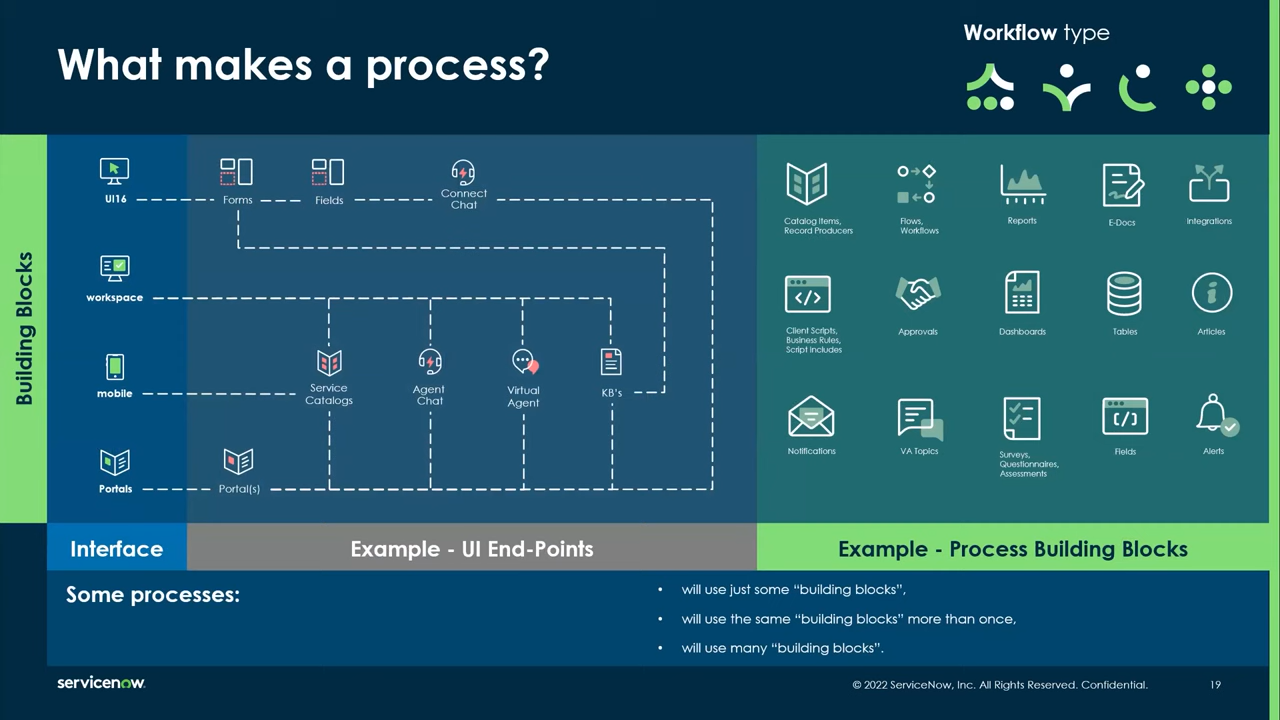 What makes a process?
Workflow type
Building Blocks
UI16
Forms
Fields
Connect
Chat
workspace
mobile
Service
Catalogs
Agent
Chat
Virtual
Agent
KB's
Portals
Portal(s)
Catalog Items,
Record Producers
Flows,
Workflows
Reports
E-Docs
Integrations
Client Scripts,
Business Rules,
Script Includes
Approvals
Dashboards
Tables
Articles
Notifications
VA Topics
Surveys,
Questionnaires,
Assessments
Fields
Alerts
Interface
Example - UI End-Points
Example - Process Building Blocks
Some processes:
• will use just some “building blocks”,
• will use the same “building blocks” more than once,
• will use many “building blocks”.
servicenow.
© 2022 ServiceNow, Inc. All Rights Reserved. Confidential.
19